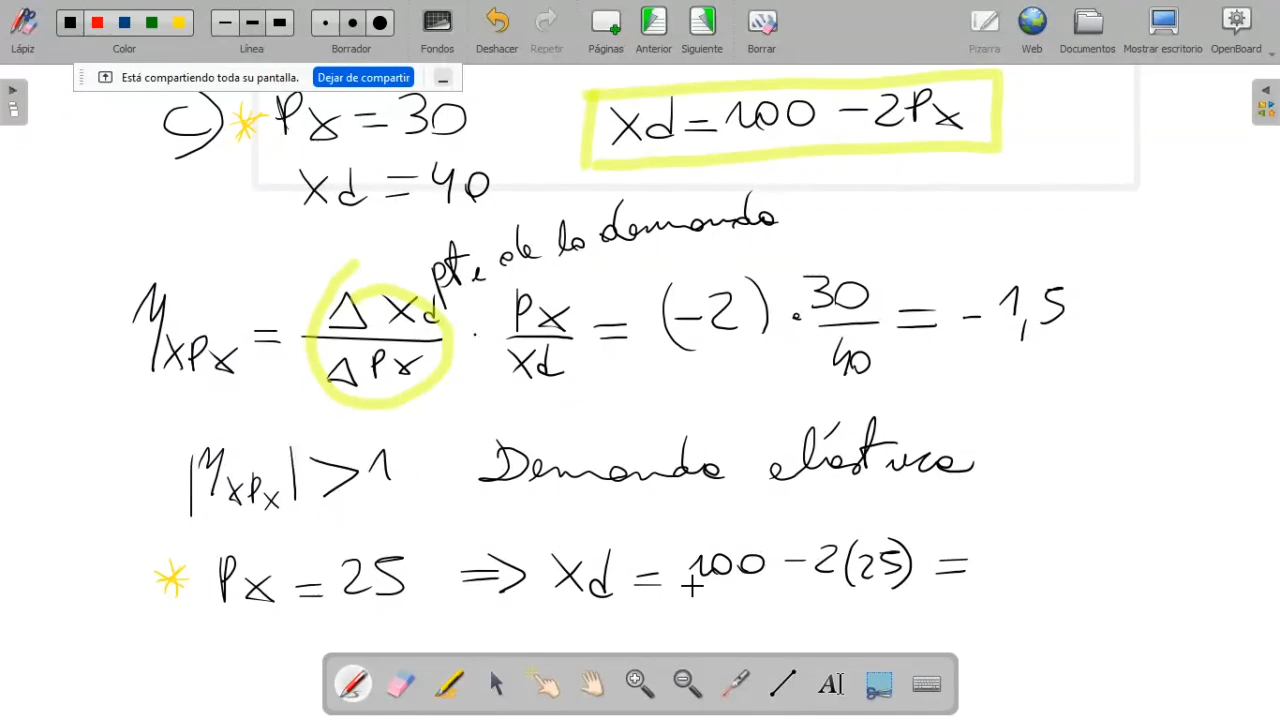 Lápiz Color Línea Borrador Fondos Deshacer Repetir Páginas Anterior Siguiente Borrar Pizarra Web Documentos Mostrar escritorio OpenBoard
Está compartiendo toda su pantalla. Dejar de compartir
c) * Px = 30
Xd = 100 - 2Px
Xd = 40
pte de la demanda
ηXPx = ΔXd/ΔPx · Px/Xd = (-2) · 30/40 = -1,5
|ηXPx| > 1 Demanda elástica
* Px = 25 => Xd = 100 - 2(25) =